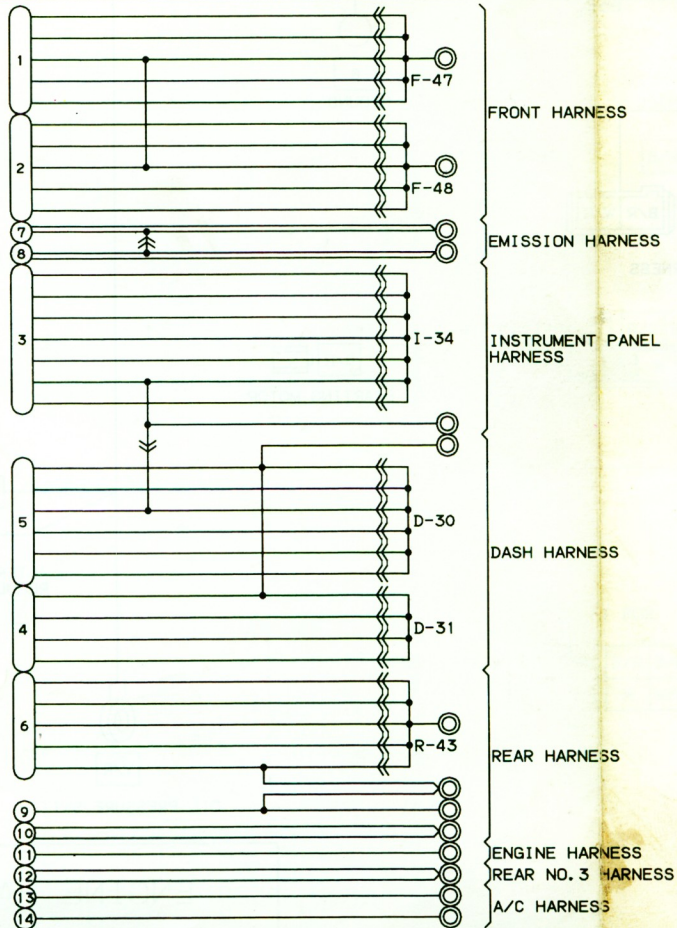 1
F-47
FRONT HARNESS
2
F-48
7
8
EMISSION HARNESS
3
I-34
INSTRUMENT PANEL
HARNESS
5
D-30
DASH HARNESS
4
D-31
6
R-43
REAR HARNESS
9
10
11
ENGINE HARNESS
12
REAR NO.3 HARNESS
13
A/C HARNESS
14